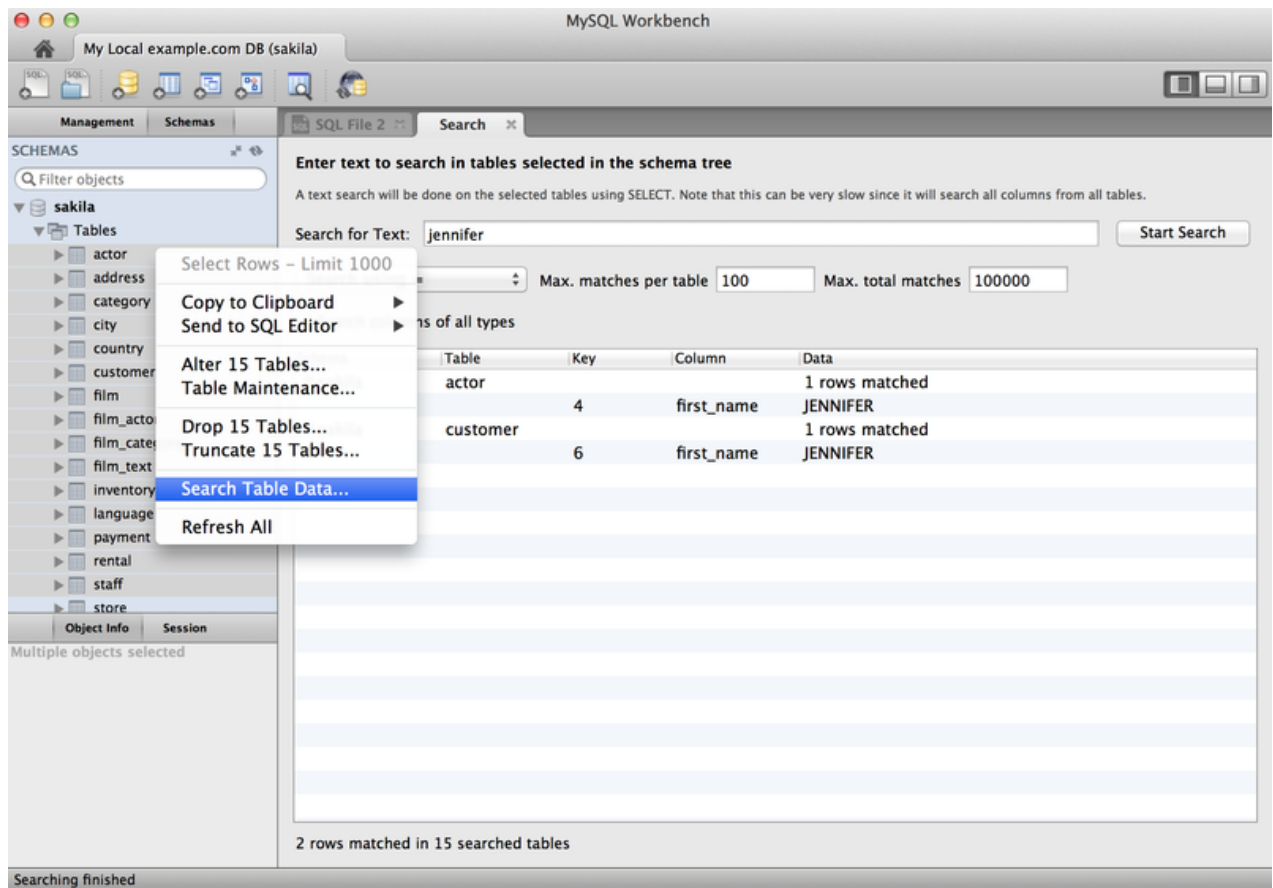 MySQL Workbench
My Local example.com DB (sakila)
Management Schemas
SQL File 2 Search
SCHEMAS
Filter objects
sakila
Tables
actor
address
category
city
country
customer
film
film_acto
film_cate
film_text
inventory
language
payment
rental
staff
store
Object Info Session
Multiple objects selected
Select Rows - Limit 1000
Copy to Clipboard
Send to SQL Editor
Alter 15 Tables...
Table Maintenance...
Drop 15 Tables...
Truncate 15 Tables...
Search Table Data...
Refresh All
Enter text to search in tables selected in the schema tree
A text search will be done on the selected tables using SELECT. Note that this can be very slow since it will search all columns from all tables.
Search for Text: jennifer Start Search
= Max. matches per table 100 Max. total matches 100000
of all types
Table Key Column Data
actor 1 rows matched
4 first_name JENNIFER
customer 1 rows matched
6 first_name JENNIFER
2 rows matched in 15 searched tables
Searching finished